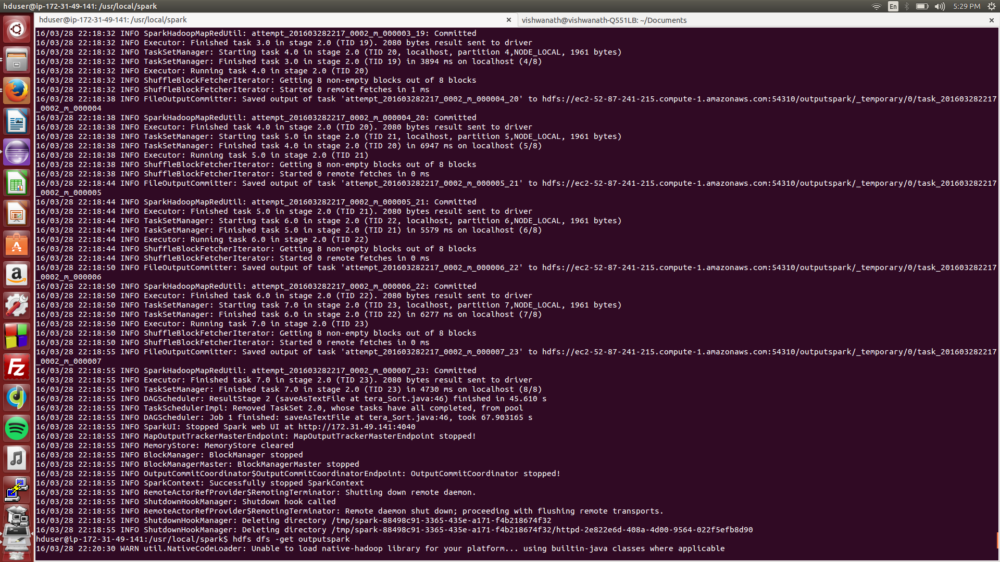 hduser@ip-172-31-49-141: /usr/local/spark
En
5:29 PM
hduser@ip-172-31-49-141: /usr/local/spark
vishwanath@vishwanath-Q551LB: ~/Documents
16/03/28 22:18:32 INFO SparkHadoopMapRedUtil: attempt_201603282217_0002_m_000003_19: Committed
16/03/28 22:18:32 INFO Executor: Finished task 3.0 in stage 2.0 (TID 19). 2080 bytes result sent to driver
16/03/28 22:18:32 INFO TaskSetManager: Starting task 4.0 in stage 2.0 (TID 20, localhost, partition 4,NODE_LOCAL, 1961 bytes)
16/03/28 22:18:32 INFO TaskSetManager: Finished task 3.0 in stage 2.0 (TID 19) in 3894 ms on localhost (4/8)
16/03/28 22:18:32 INFO Executor: Running task 4.0 in stage 2.0 (TID 20)
16/03/28 22:18:32 INFO ShuffleBlockFetcherIterator: Getting 8 non-empty blocks out of 8 blocks
16/03/28 22:18:32 INFO ShuffleBlockFetcherIterator: Started 0 remote fetches in 1 ms
16/03/28 22:18:38 INFO FileOutputCommitter: Saved output of task 'attempt_201603282217_0002_m_000004_20' to hdfs://ec2-52-87-241-215.compute-1.amazonaws.com:54310/outputspark/_temporary/0/task_201603282217
_0002_m_000004
16/03/28 22:18:38 INFO SparkHadoopMapRedUtil: attempt_201603282217_0002_m_000004_20: Committed
16/03/28 22:18:38 INFO Executor: Finished task 4.0 in stage 2.0 (TID 20). 2080 bytes result sent to driver
16/03/28 22:18:38 INFO TaskSetManager: Starting task 5.0 in stage 2.0 (TID 21, localhost, partition 5,NODE_LOCAL, 1961 bytes)
16/03/28 22:18:38 INFO TaskSetManager: Finished task 4.0 in stage 2.0 (TID 20) in 6947 ms on localhost (5/8)
16/03/28 22:18:38 INFO Executor: Running task 5.0 in stage 2.0 (TID 21)
16/03/28 22:18:38 INFO ShuffleBlockFetcherIterator: Getting 8 non-empty blocks out of 8 blocks
16/03/28 22:18:38 INFO ShuffleBlockFetcherIterator: Started 0 remote fetches in 0 ms
16/03/28 22:18:44 INFO FileOutputCommitter: Saved output of task 'attempt_201603282217_0002_m_000005_21' to hdfs://ec2-52-87-241-215.compute-1.amazonaws.com:54310/outputspark/_temporary/0/task_201603282217
_0002_m_000005
16/03/28 22:18:44 INFO SparkHadoopMapRedUtil: attempt_201603282217_0002_m_000005_21: Committed
16/03/28 22:18:44 INFO Executor: Finished task 5.0 in stage 2.0 (TID 21). 2080 bytes result sent to driver
16/03/28 22:18:44 INFO TaskSetManager: Starting task 6.0 in stage 2.0 (TID 22, localhost, partition 6,NODE_LOCAL, 1961 bytes)
16/03/28 22:18:44 INFO TaskSetManager: Finished task 5.0 in stage 2.0 (TID 21) in 5579 ms on localhost (6/8)
16/03/28 22:18:44 INFO Executor: Running task 6.0 in stage 2.0 (TID 22)
16/03/28 22:18:44 INFO ShuffleBlockFetcherIterator: Getting 8 non-empty blocks out of 8 blocks
16/03/28 22:18:44 INFO ShuffleBlockFetcherIterator: Started 0 remote fetches in 0 ms
16/03/28 22:18:50 INFO FileOutputCommitter: Saved output of task 'attempt_201603282217_0002_m_000006_22' to hdfs://ec2-52-87-241-215.compute-1.amazonaws.com:54310/outputspark/_temporary/0/task_201603282217
_0002_m_000006
16/03/28 22:18:50 INFO SparkHadoopMapRedUtil: attempt_201603282217_0002_m_000006_22: Committed
16/03/28 22:18:50 INFO Executor: Finished task 6.0 in stage 2.0 (TID 22). 2080 bytes result sent to driver
16/03/28 22:18:50 INFO TaskSetManager: Starting task 7.0 in stage 2.0 (TID 23, localhost, partition 7,NODE_LOCAL, 1961 bytes)
16/03/28 22:18:50 INFO TaskSetManager: Finished task 6.0 in stage 2.0 (TID 22) in 6277 ms on localhost (7/8)
16/03/28 22:18:50 INFO Executor: Running task 7.0 in stage 2.0 (TID 23)
16/03/28 22:18:50 INFO ShuffleBlockFetcherIterator: Getting 8 non-empty blocks out of 8 blocks
16/03/28 22:18:50 INFO ShuffleBlockFetcherIterator: Started 0 remote fetches in 0 ms
16/03/28 22:18:55 INFO FileOutputCommitter: Saved output of task 'attempt_201603282217_0002_m_000007_23' to hdfs://ec2-52-87-241-215.compute-1.amazonaws.com:54310/outputspark/_temporary/0/task_201603282217
_0002_m_000007
16/03/28 22:18:55 INFO SparkHadoopMapRedUtil: attempt_201603282217_0002_m_000007_23: Committed
16/03/28 22:18:55 INFO Executor: Finished task 7.0 in stage 2.0 (TID 23). 2080 bytes result sent to driver
16/03/28 22:18:55 INFO TaskSetManager: Finished task 7.0 in stage 2.0 (TID 23) in 4730 ms on localhost (8/8)
16/03/28 22:18:55 INFO DAGScheduler: ResultStage 2 (saveAsTextFile at tera_Sort.java:46) finished in 45.610 s
16/03/28 22:18:55 INFO TaskSchedulerImpl: Removed TaskSet 2.0, whose tasks have all completed, from pool
16/03/28 22:18:55 INFO DAGScheduler: Job 1 finished: saveAsTextFile at tera_Sort.java:46, took 67.903165 s
16/03/28 22:18:55 INFO SparkUI: Stopped Spark web UI at http://172.31.49.141:4040
16/03/28 22:18:55 INFO MapOutputTrackerMasterEndpoint: MapOutputTrackerMasterEndpoint stopped!
16/03/28 22:18:55 INFO MemoryStore: MemoryStore cleared
16/03/28 22:18:55 INFO BlockManager: BlockManager stopped
16/03/28 22:18:55 INFO BlockManagerMaster: BlockManagerMaster stopped
16/03/28 22:18:55 INFO OutputCommitCoordinator$OutputCommitCoordinatorEndpoint: OutputCommitCoordinator stopped!
16/03/28 22:18:55 INFO SparkContext: Successfully stopped SparkContext
16/03/28 22:18:55 INFO RemoteActorRefProvider$RemotingTerminator: Shutting down remote daemon.
16/03/28 22:18:55 INFO ShutdownHookManager: Shutdown hook called
16/03/28 22:18:55 INFO RemoteActorRefProvider$RemotingTerminator: Remote daemon shut down; proceeding with flushing remote transports.
16/03/28 22:18:55 INFO ShutdownHookManager: Deleting directory /tmp/spark-88498c91-3365-435e-a171-f4b218674f32
16/03/28 22:18:55 INFO ShutdownHookManager: Deleting directory /tmp/spark-88498c91-3365-435e-a171-f4b218674f32/httpd-2e822e6d-408a-4d00-9564-022f5efb8d90
hduser@ip-172-31-49-141:/usr/local/spark$ hdfs dfs -get outputspark
16/03/28 22:20:30 WARN util.NativeCodeLoader: Unable to load native-hadoop library for your platform... using builtin-java classes where applicable